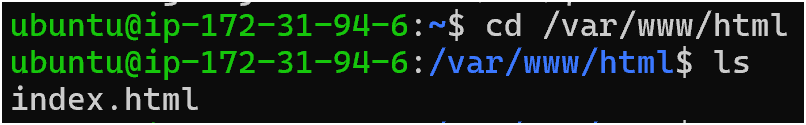 ubuntu@ip-172-31-94-6:~$ cd /var/www/html
ubuntu@ip-172-31-94-6:/var/www/html$ ls
index.html